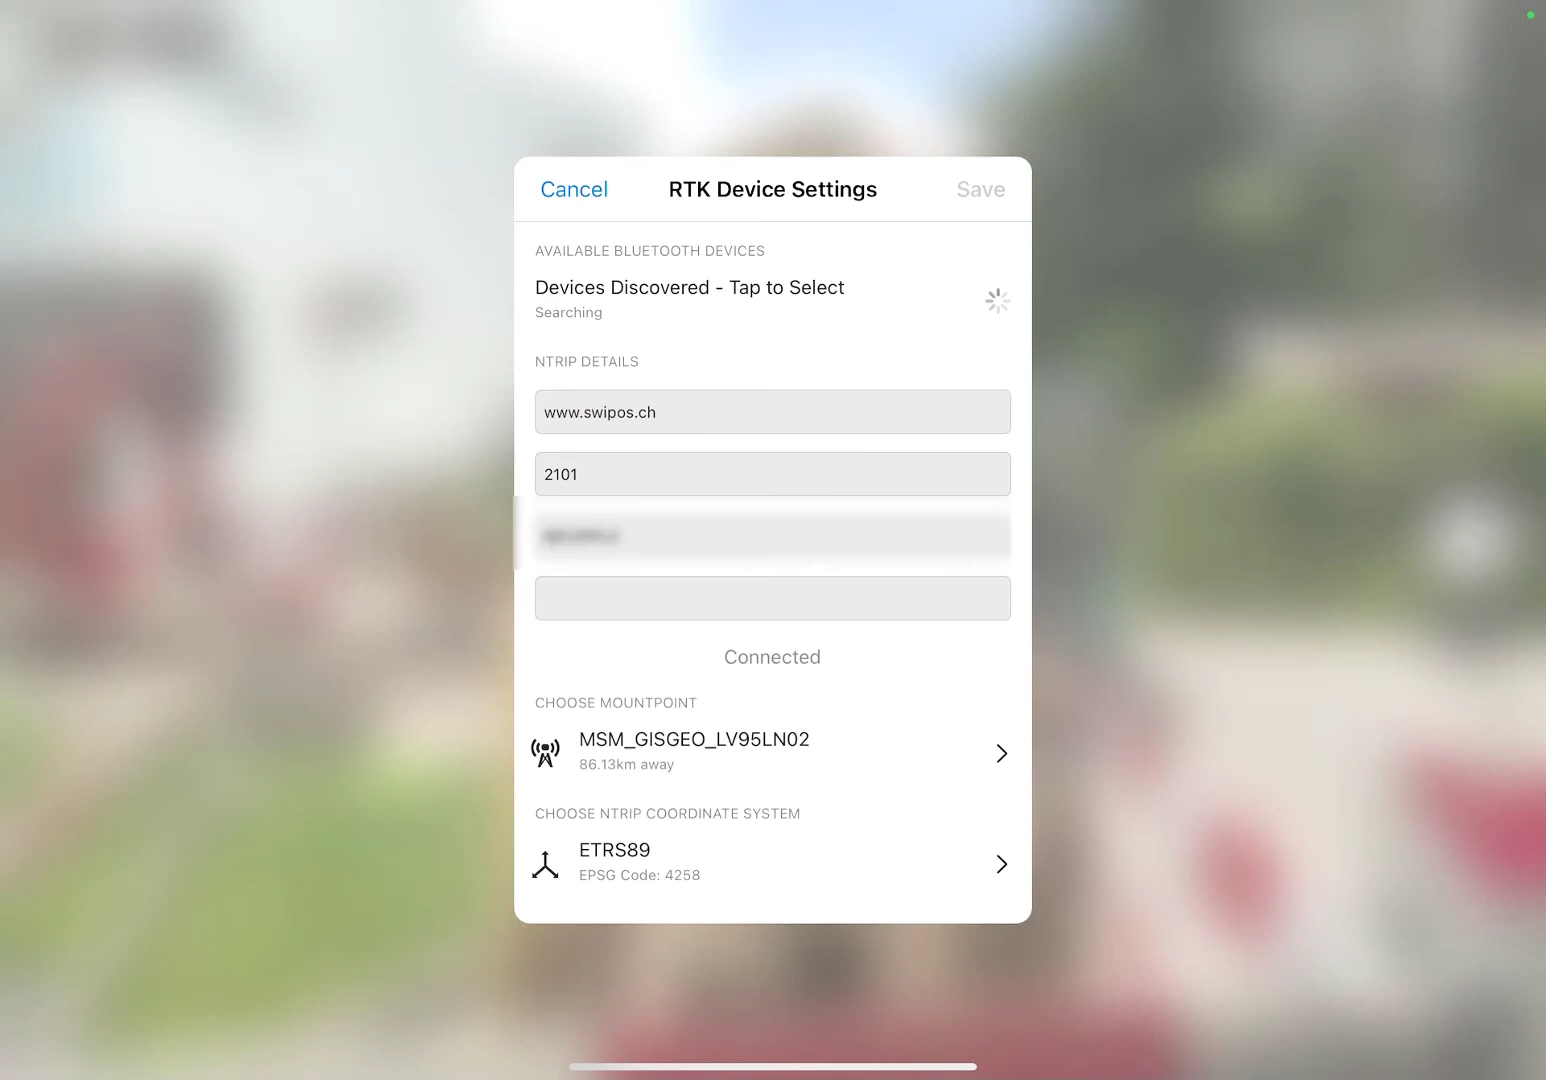 Cancel
RTK Device Settings
Save
AVAILABLE BLUETOOTH DEVICES
Devices Discovered - Tap to Select
Searching
NTRIP DETAILS
www.swipos.ch
2101
Connected
CHOOSE MOUNTPOINT
MSM_GISGEO_LV95LN02
86.13km away
CHOOSE NTRIP COORDINATE SYSTEM
ETRS89
EPSG Code: 4258